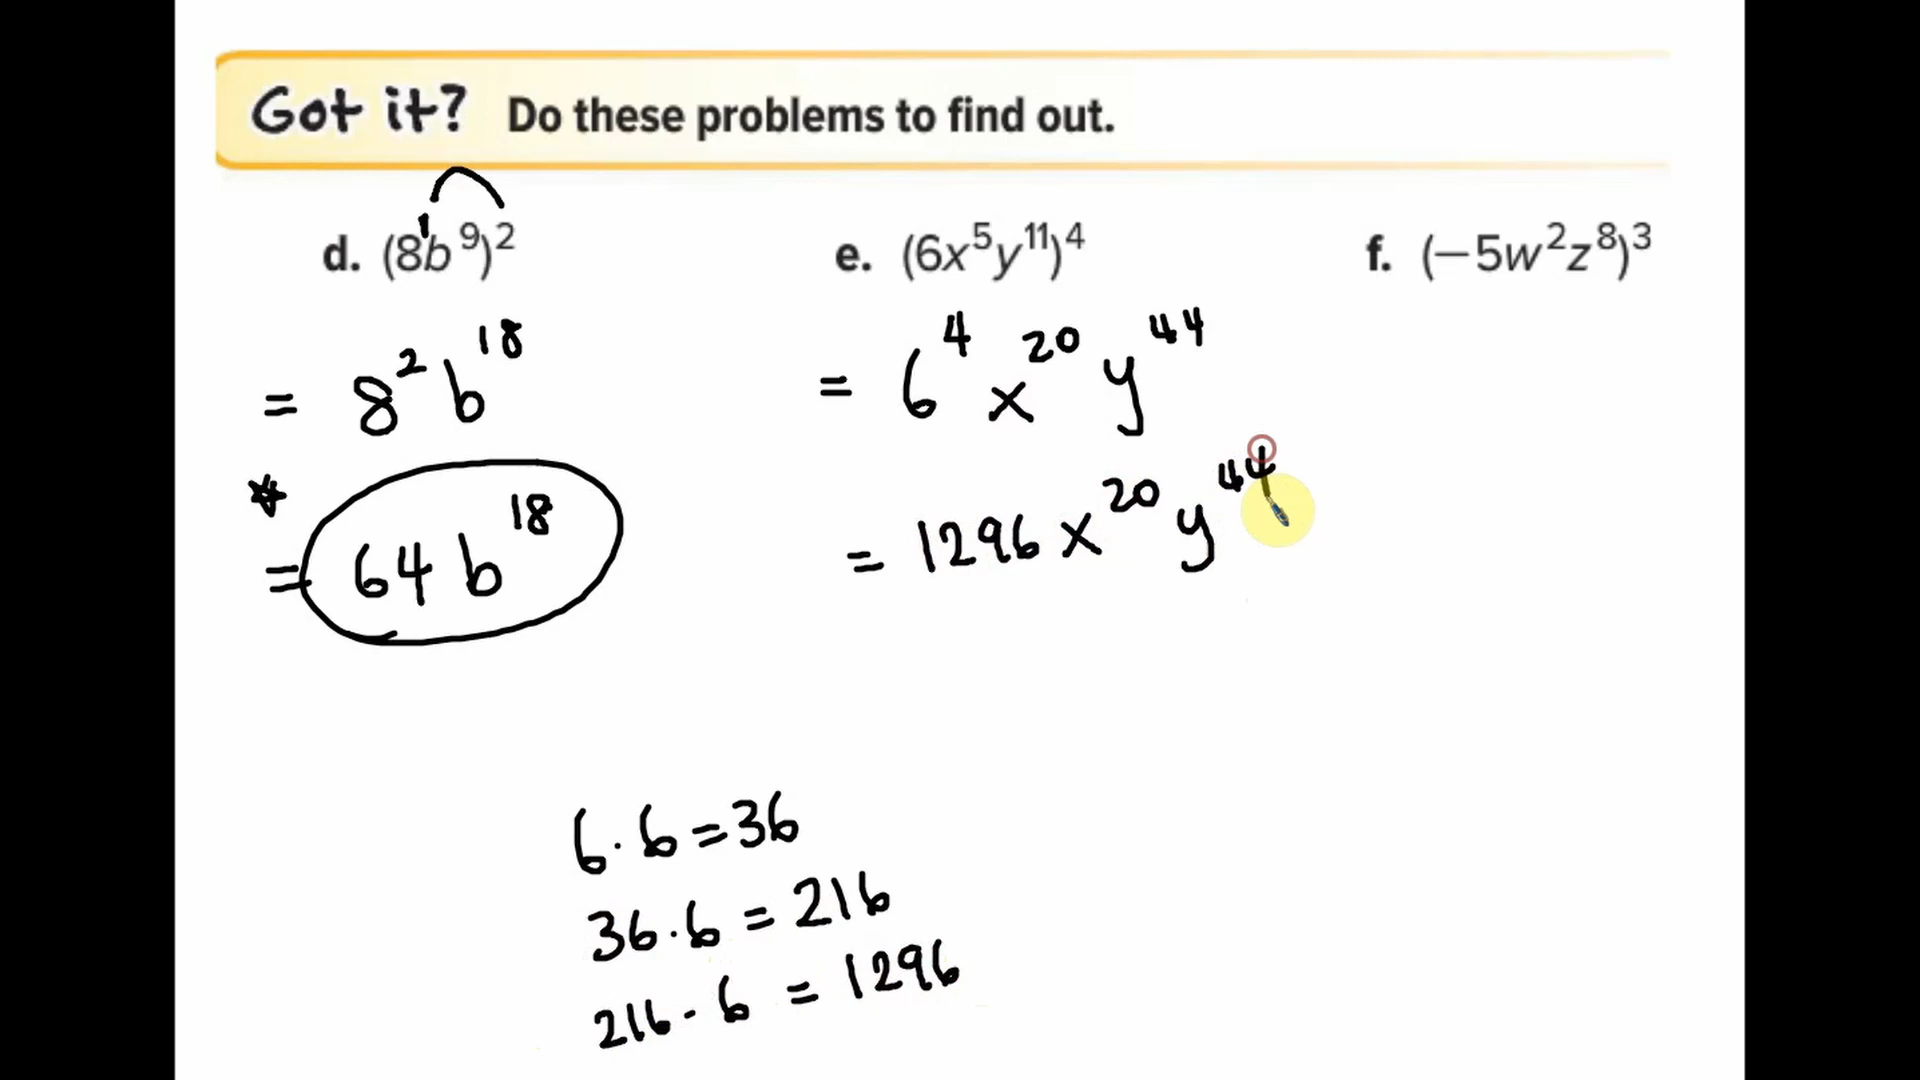 Got it? Do these problems to find out.
d. (8b⁹)²
e. (6x⁵y¹¹)⁴
f. (−5w²z⁸)³
= 8² b¹⁸
= 6⁴ x²⁰ y⁴⁴
* = 64 b¹⁸
= 1296 x²⁰ y⁴⁴
6 · 6 = 36
36 · 6 = 216
216 · 6 = 1296